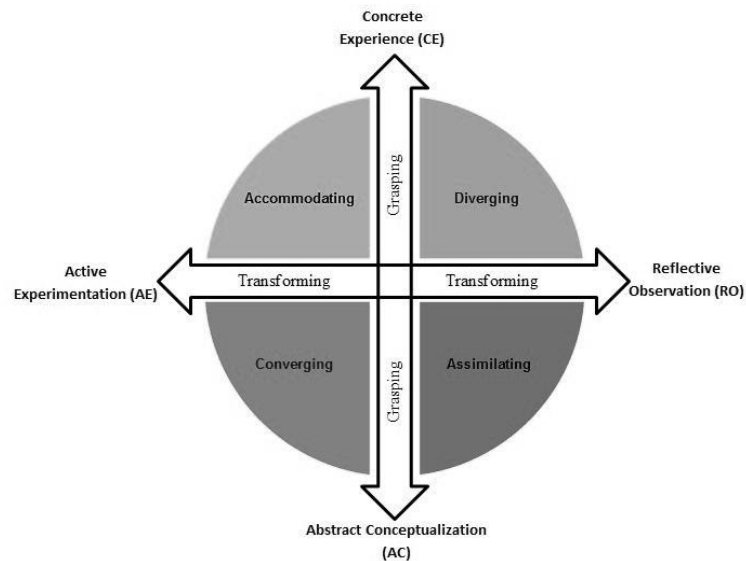 Concrete
Experience (CE)
Grasping
Accommodating
Diverging
Active
Experimentation (AE)
Transforming
Transforming
Reflective
Observation (RO)
Converging
Grasping
Assimilating
Abstract Conceptualization
(AC)